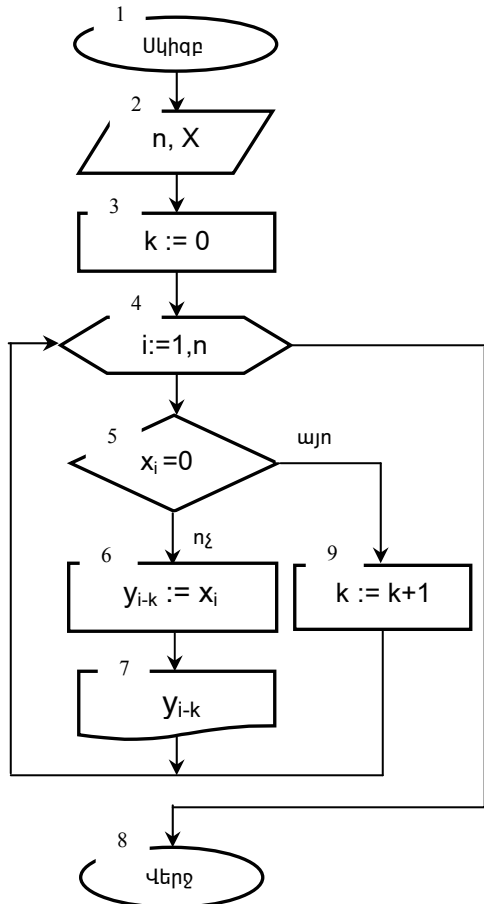 1
Սկիզբ
2
n, X
3
k := 0
4
i:=1,n
5
xᵢ =0
այո
ոչ
6
yᵢ₋ₖ := xᵢ
9
k := k+1
7
yᵢ₋ₖ
8
Վերջ